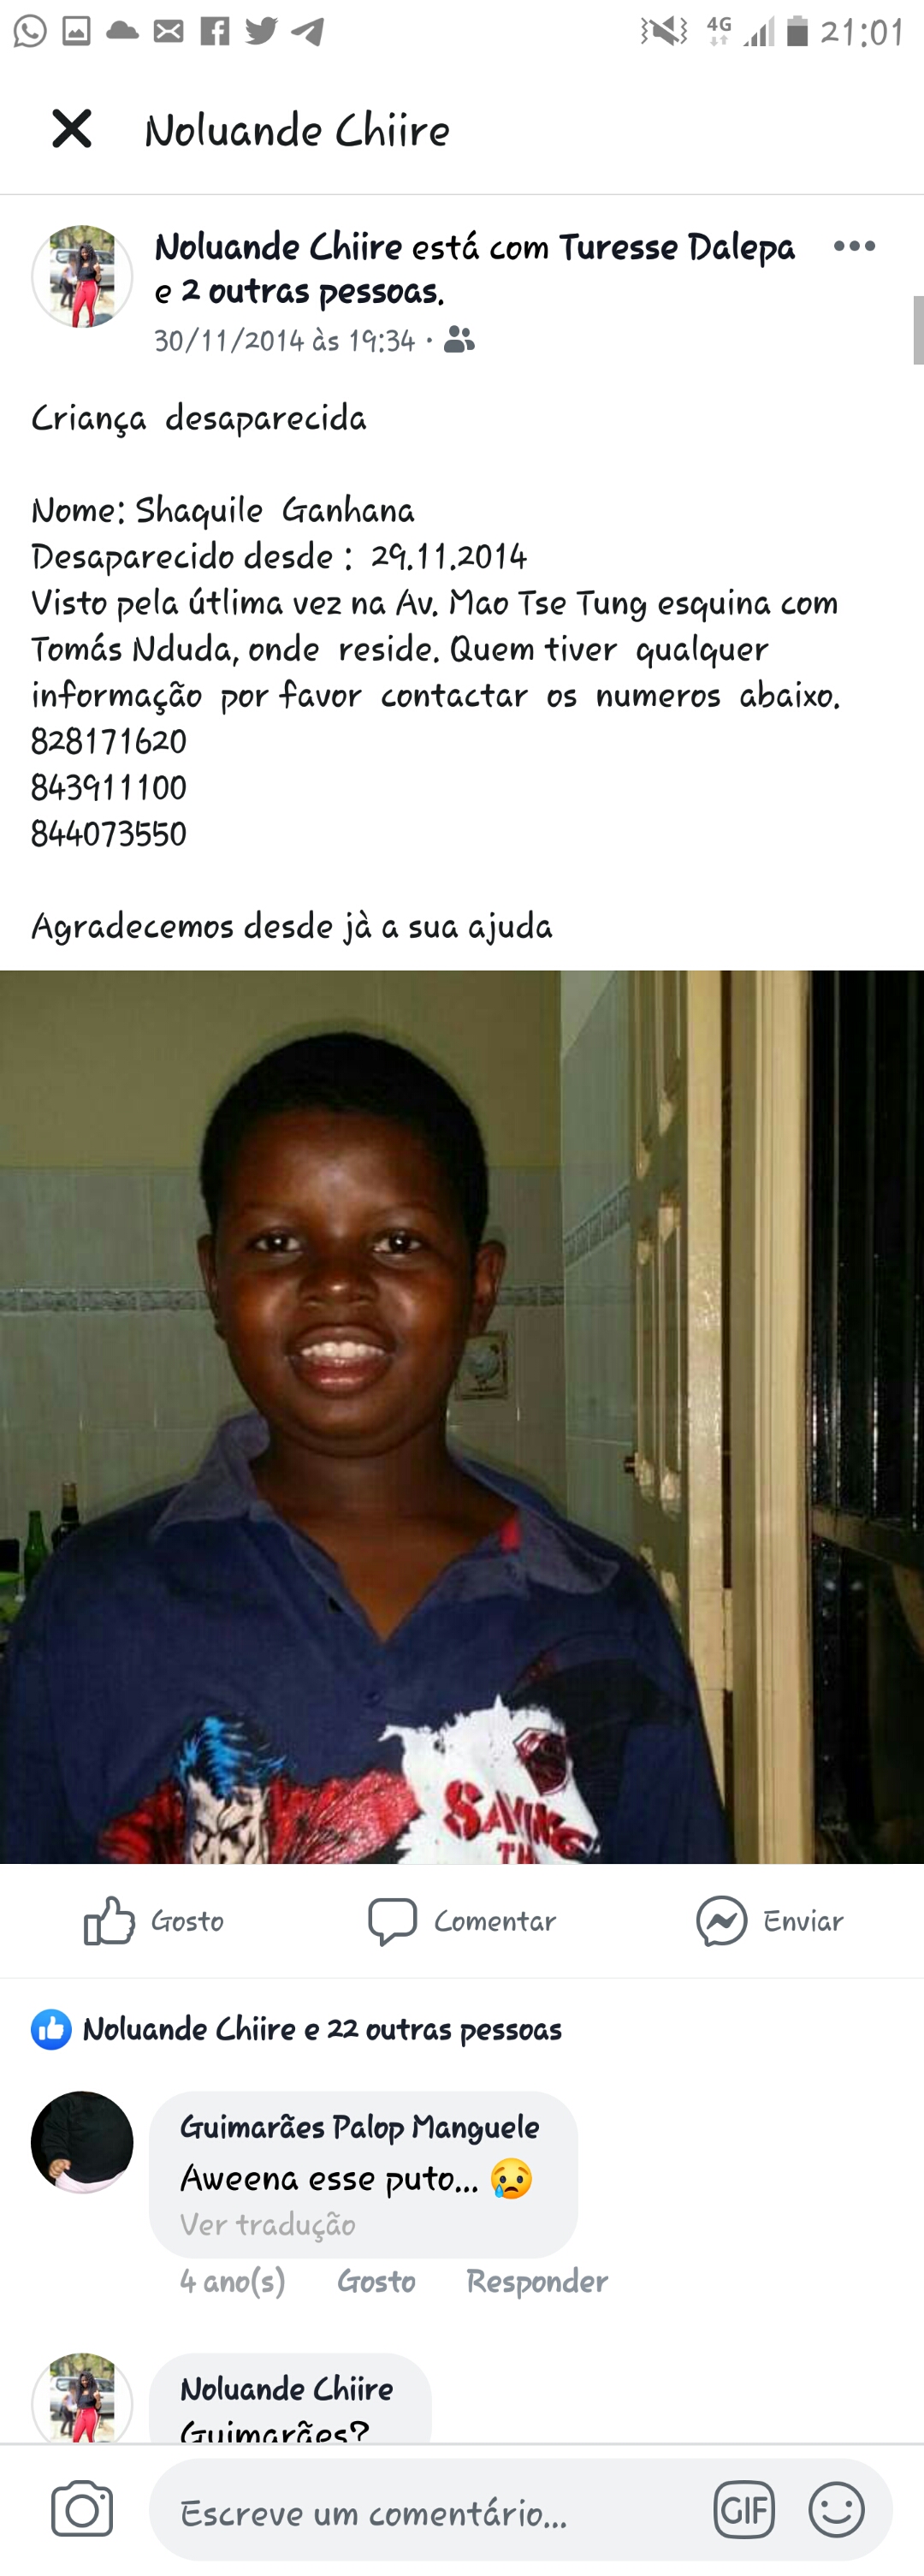 4G 21:01
Noluande Chiire
Noluande Chiire está com Turesse Dalepa
e 2 outras pessoas.
30/11/2014 às 19:34 ·
Criança desaparecida
Nome: Shaquile Ganhana
Desaparecido desde : 29.11.2014
Visto pela útlima vez na Av. Mao Tse Tung esquina com
Tomás Nduda, onde reside. Quem tiver qualquer
informação por favor contactar os numeros abaixo.
828171620
843911100
844073550
Agradecemos desde jà a sua ajuda
SAVING
TH
Gosto Comentar Enviar
Noluande Chiire e 22 outras pessoas
Guimarães Palop Manguele
Aweena esse puto... 😢
Ver tradução
4 ano(s) Gosto Responder
Noluande Chiire
Guimarães?
Escreve um comentário... GIF